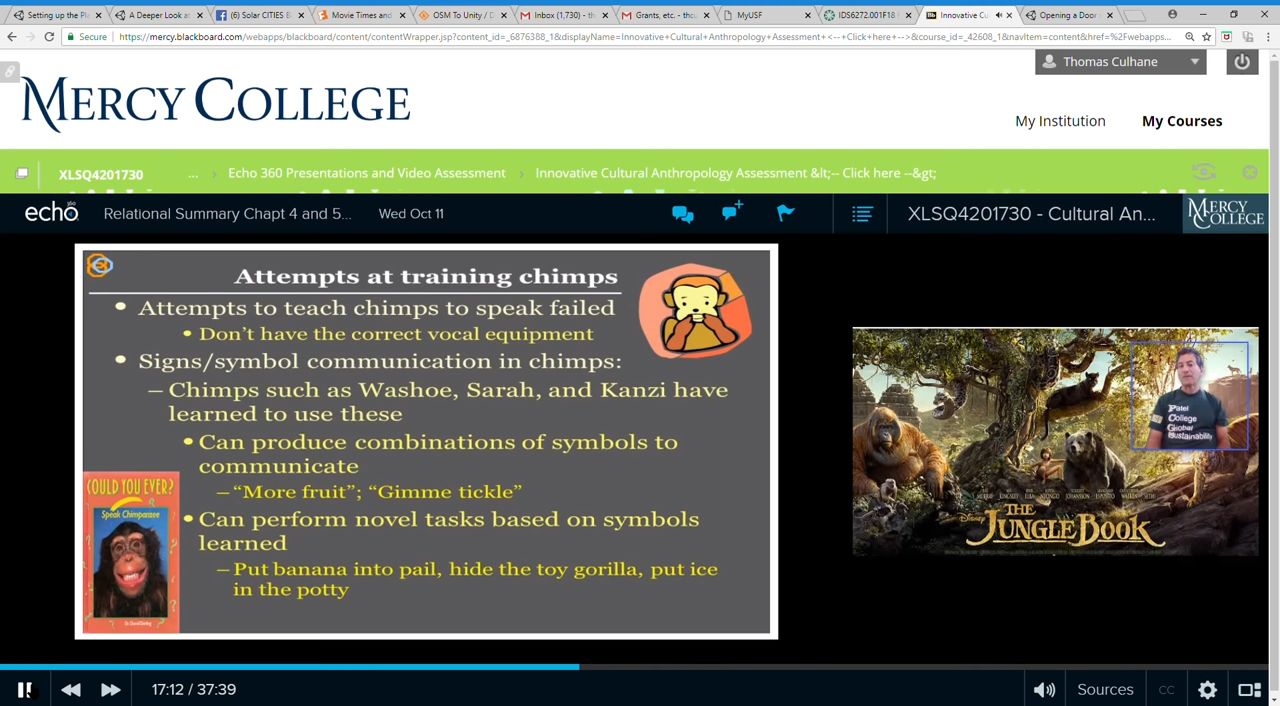 Setting up the Pla
A Deeper Look at
(6) Solar CITIES B
Movie Times and
OSM To Unity / D
Inbox (1,730) - th
Grants, etc. - thcu
MyUSF
IDS6272.001F18
Innovative Cu
Opening a Door
Secure
https://mercy.blackboard.com/webapps/blackboard/content/contentWrapper.jsp?content_id=_6876388_1&displayName=Innovative+Cultural+Anthropology+Assessment+<--+Click+here+-->&course_id=_42608_1&navItem=content&href=%2Fwebapps...
Thomas Culhane
MERCY COLLEGE
My Institution
My Courses
XLSQ4201730
...
Echo 360 Presentations and Video Assessment
Innovative Cultural Anthropology Assessment &lt;-- Click here --&gt;
echo
360
Relational Summary Chapt 4 and 5...
Wed Oct 11
XLSQ4201730 - Cultural An...
MERCY
COLLEGE
Attempts at training chimps
• Attempts to teach chimps to speak failed
• Don't have the correct vocal equipment
• Signs/symbol communication in chimps:
– Chimps such as Washoe, Sarah, and Kanzi have
learned to use these
• Can produce combinations of symbols to
communicate
– “More fruit”; “Gimme tickle”
• Can perform novel tasks based on symbols
learned
– Put banana into pail, hide the toy gorilla, put ice
in the potty
COULD YOU EVER?
Speak Chimpanzee
Patel
College
Global
Sustainability
Disney
THE
JUNGLE BOOK
17:12 / 37:39
Sources
CC